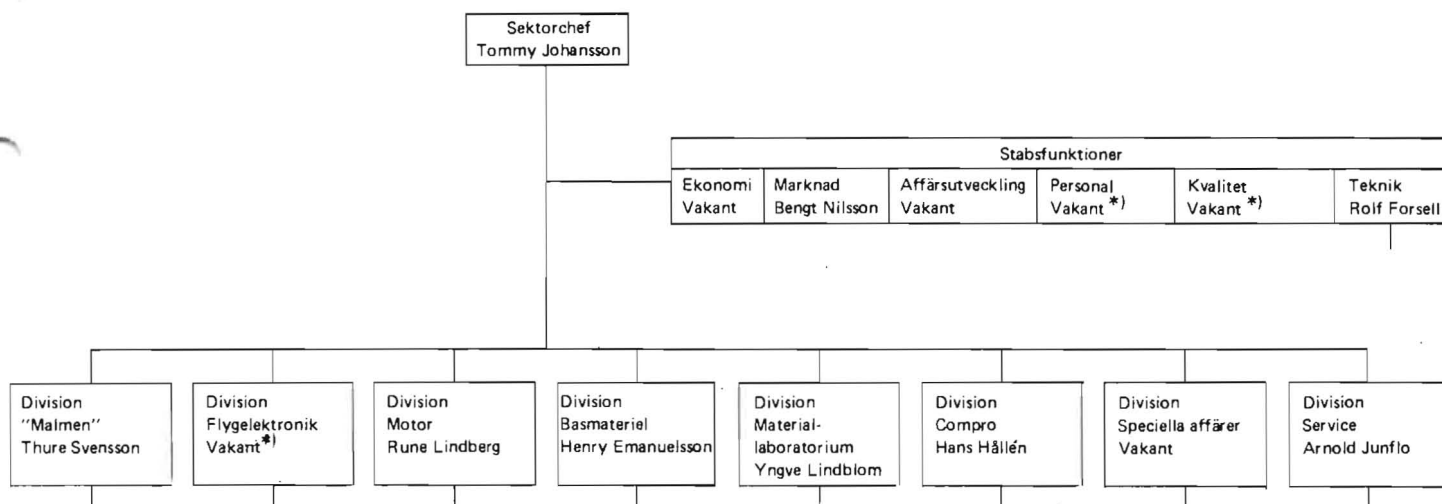 Sektorchef
Tommy Johansson
Stabsfunktioner
Ekonomi
Vakant
Marknad
Bengt Nilsson
Affärsutveckling
Vakant
Personal
Vakant *)
Kvalitet
Vakant *)
Teknik
Rolf Forsell
Division
"Malmen"
Thure Svensson
Division
Flygelektronik
Vakant*)
Division
Motor
Rune Lindberg
Division
Basmateriel
Henry Emanuelsson
Division
Material-
laboratorium
Yngve Lindblom
Division
Compro
Hans Hållén
Division
Speciella affärer
Vakant
Division
Service
Arnold Junflo